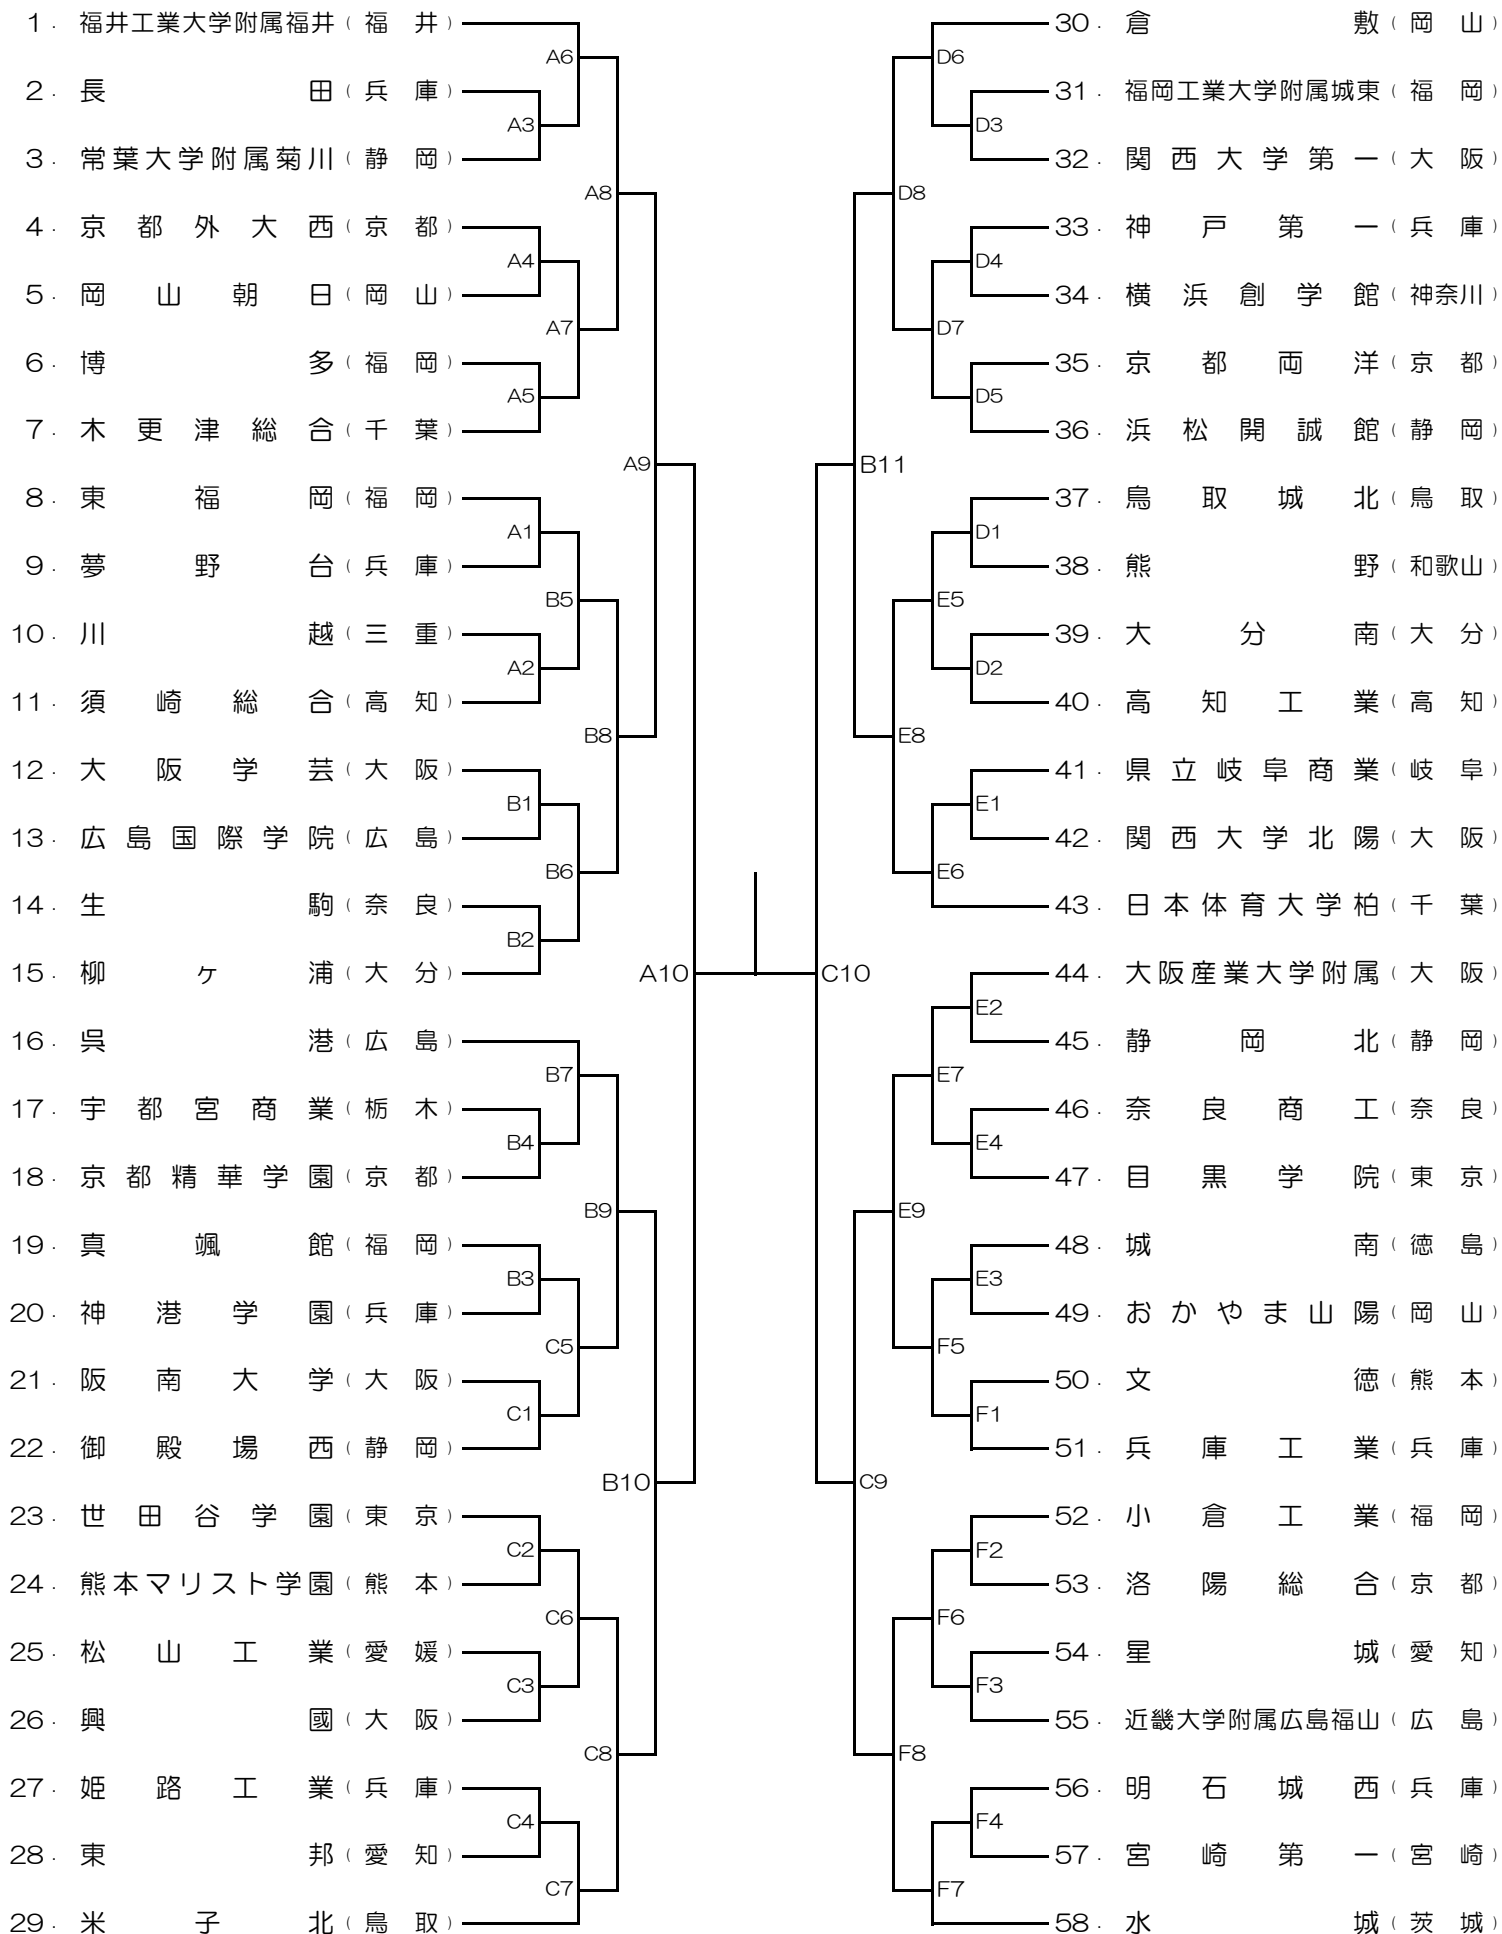 1. 福井工業大学附属福井(福井)
A6
2. 長田(兵庫)
A3
3. 常葉大学附属菊川(静岡)
A8
4. 京都外大西(京都)
A4
5. 岡山朝日(岡山)
A7
6. 博多(福岡)
A5
7. 木更津総合(千葉)
A9
8. 東福岡(福岡)
A1
9. 夢野台(兵庫)
B5
10. 川越(三重)
A2
11. 須崎総合(高知)
B8
12. 大阪学芸(大阪)
B1
13. 広島国際学院(広島)
B6
14. 生駒(奈良)
B2
15. 柳ヶ浦(大分)
A10
16. 呉港(広島)
B7
17. 宇都宮商業(栃木)
B4
18. 京都精華学園(京都)
B9
19. 真颯館(福岡)
B3
20. 神港学園(兵庫)
C5
21. 阪南大学(大阪)
C1
22. 御殿場西(静岡)
B10
23. 世田谷学園(東京)
C2
24. 熊本マリスト学園(熊本)
C6
25. 松山工業(愛媛)
C3
26. 興國(大阪)
C8
27. 姫路工業(兵庫)
C4
28. 東邦(愛知)
C7
29. 米子北(鳥取)
30. 倉敷(岡山)
D6
31. 福岡工業大学附属城東(福岡)
D3
32. 関西大学第一(大阪)
D8
33. 神戸第一(兵庫)
D4
34. 横浜創学館(神奈川)
D7
35. 京都両洋(京都)
D5
36. 浜松開誠館(静岡)
B11
37. 鳥取城北(鳥取)
D1
38. 熊野(和歌山)
E5
39. 大分南(大分)
D2
40. 高知工業(高知)
E8
41. 県立岐阜商業(岐阜)
E1
42. 関西大学北陽(大阪)
E6
43. 日本体育大学柏(千葉)
C10
44. 大阪産業大学附属(大阪)
E2
45. 静岡北(静岡)
E7
46. 奈良商工(奈良)
E4
47. 目黒学院(東京)
E9
48. 城南(徳島)
E3
49. おかやま山陽(岡山)
F5
50. 文徳(熊本)
F1
51. 兵庫工業(兵庫)
C9
52. 小倉工業(福岡)
F2
53. 洛陽総合(京都)
F6
54. 星城(愛知)
F3
55. 近畿大学附属広島福山(広島)
F8
56. 明石城西(兵庫)
F4
57. 宮崎第一(宮崎)
F7
58. 水城(茨城)